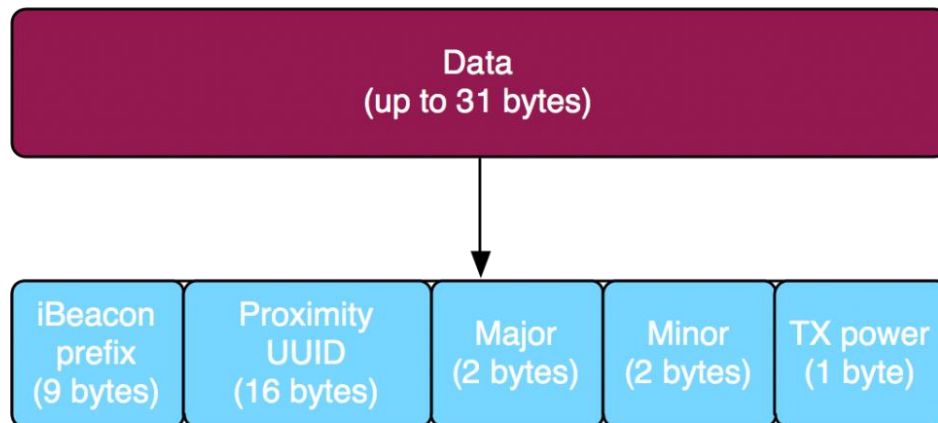 Data
(up to 31 bytes)
iBeacon
prefix
(9 bytes)
Proximity
UUID
(16 bytes)
Major
(2 bytes)
Minor
(2 bytes)
TX power
(1 byte)